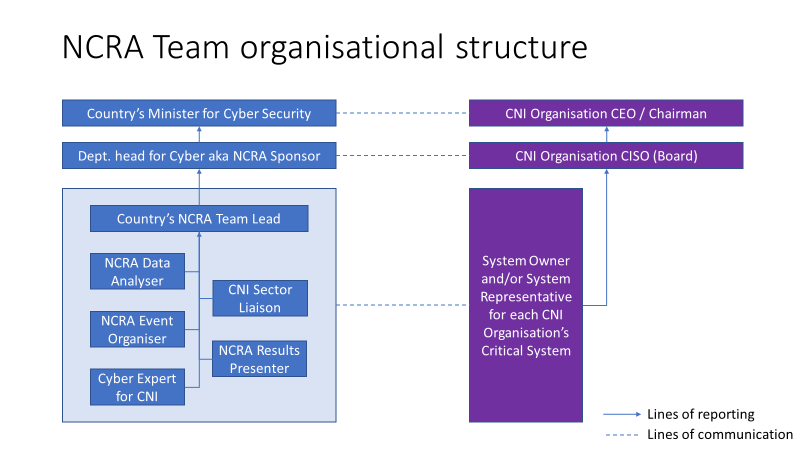 NCRA Team organisational structure
Country's Minister for Cyber Security
CNI Organisation CEO / Chairman
Dept. head for Cyber aka NCRA Sponsor
CNI Organisation CISO (Board)
Country's NCRA Team Lead
NCRA Data
Analyser
CNI Sector
Liaison
NCRA Event
Organiser
NCRA Results
Presenter
Cyber Expert
for CNI
System Owner
and/or System
Representative
for each CNI
Organisation's
Critical System
Lines of reporting
Lines of communication